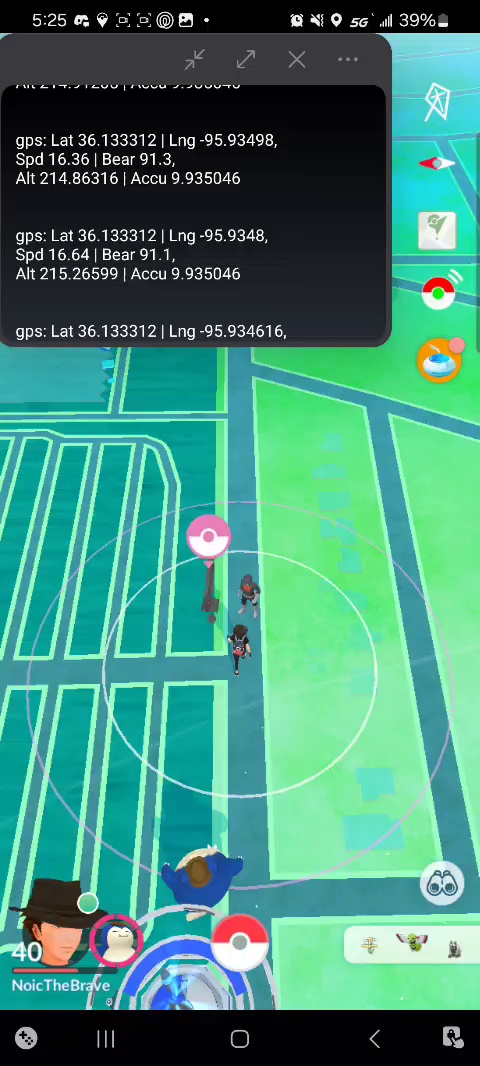 5:25
5G 39%
Alt 214.91286 | Accu 9.935046
gps: Lat 36.133312 | Lng -95.93498,
Spd 16.36 | Bear 91.3,
Alt 214.86316 | Accu 9.935046
gps: Lat 36.133312 | Lng -95.9348,
Spd 16.64 | Bear 91.1,
Alt 215.26599 | Accu 9.935046
gps: Lat 36.133312 | Lng -95.934616,
40
NoicTheBrave